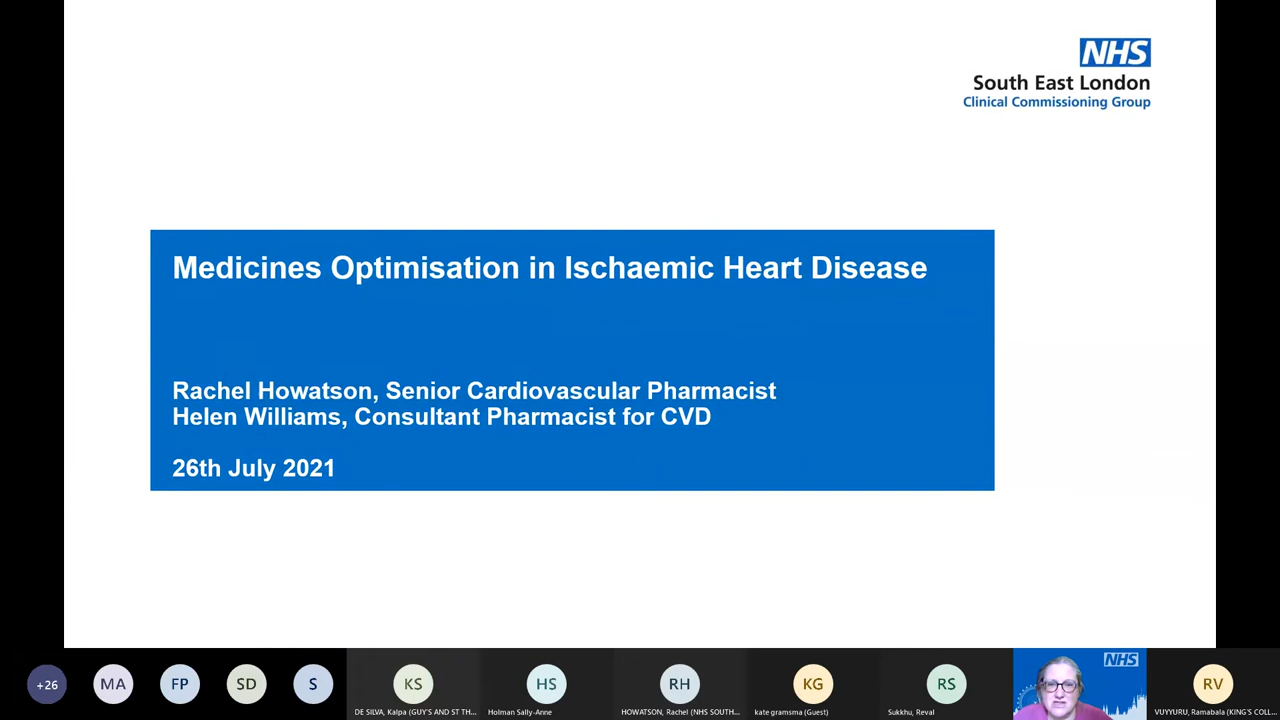 NHS
South East London
Clinical Commissioning Group
Medicines Optimisation in Ischaemic Heart Disease
Rachel Howatson, Senior Cardiovascular Pharmacist
Helen Williams, Consultant Pharmacist for CVD
26th July 2021
+26
MA
FP
SD
S
KS
HS
RH
KG
RS
NHS
RV
DE SILVA, Kalpa (GUY'S AND ST TH...
Holman Sally-Anne
HOWATSON, Rachel (NHS SOUTH...
kate gramsma (Guest)
Sukkhu, Reval
VUYYURU, Ramabala (KING'S COLL...